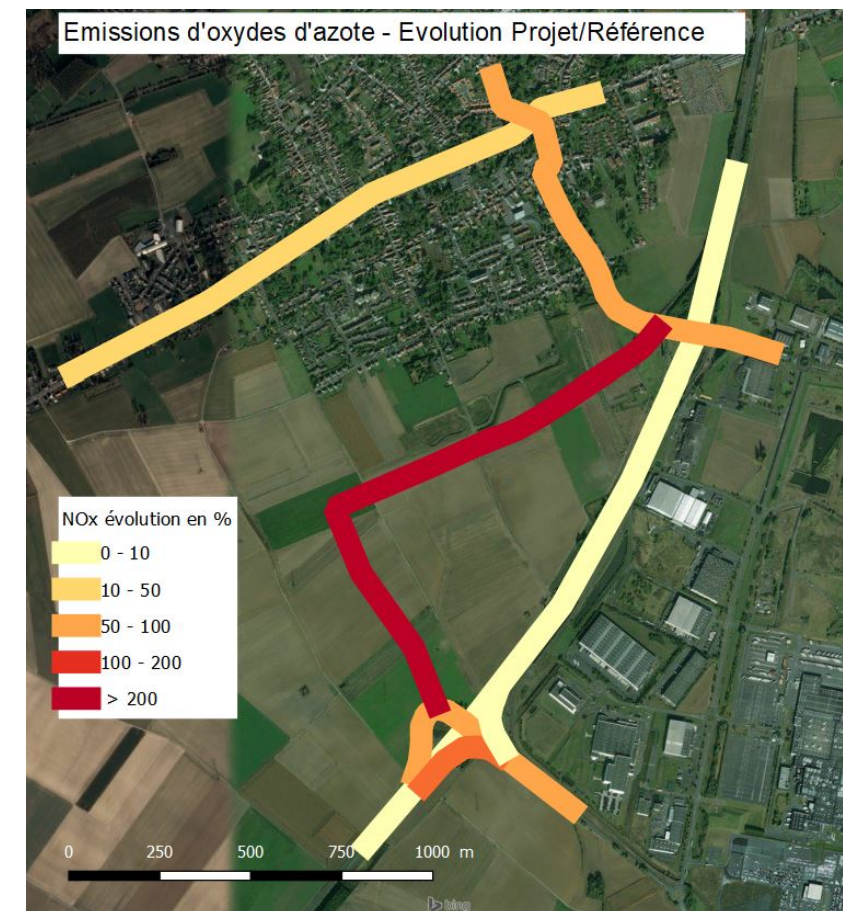 Emissions d'oxydes d'azote - Evolution Projet/Référence
NOx évolution en %
0 - 10
10 - 50
50 - 100
100 - 200
> 200
0 250 500 750 1000 m
bing